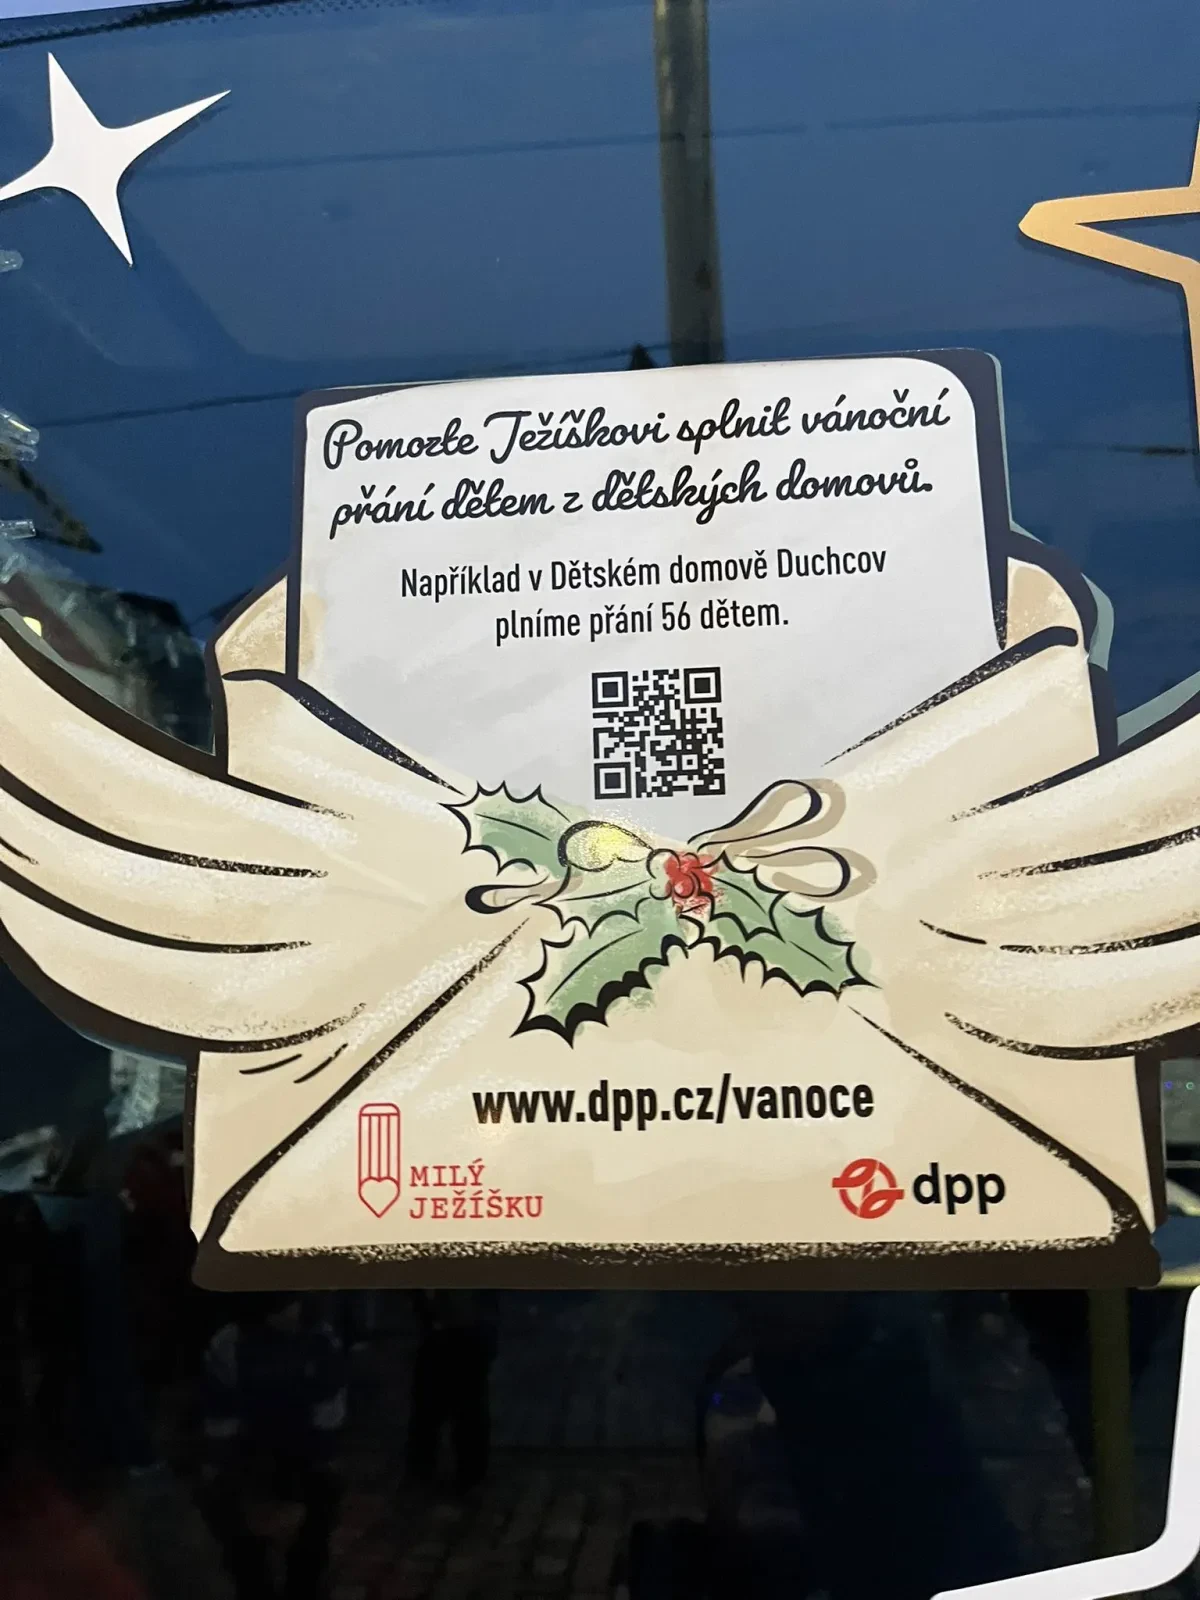 Pomozte Ježíškovi splnit vánoční
přání dětem z dětských domovů.
Například v Dětském domově Duchcov
plníme přání 56 dětem.
www.dpp.cz/vanoce
MILÝ
JEŽÍŠKU
dpp